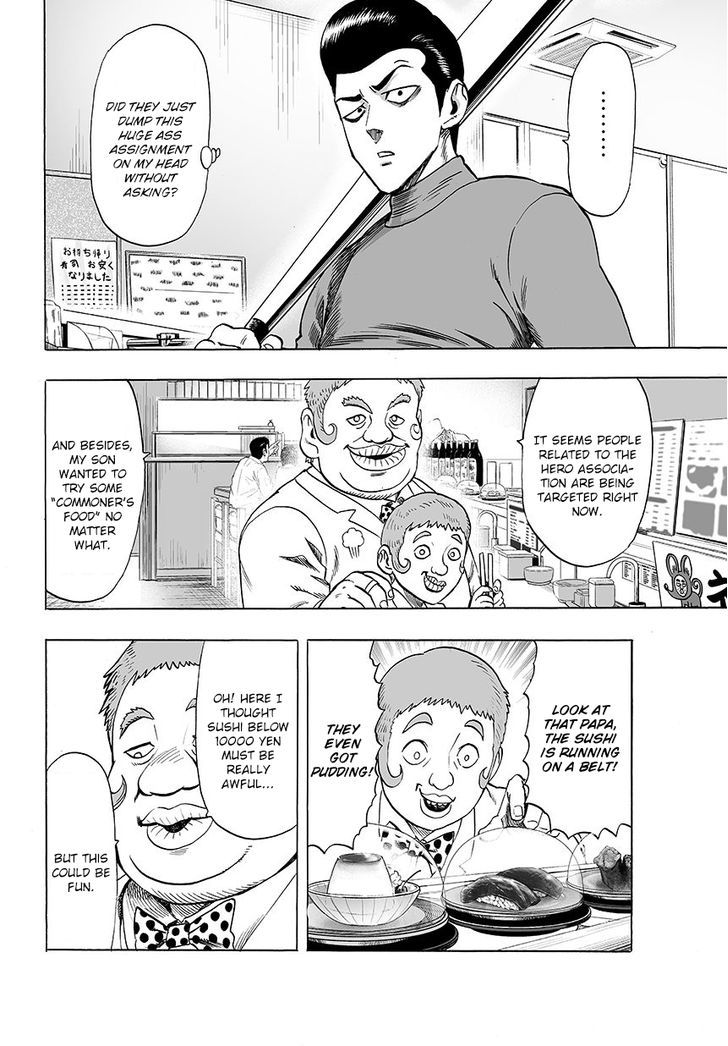 ......
DID THEY JUST
DUMP THIS
HUGE ASS
ASSIGNMENT
ON MY HEAD
WITHOUT
ASKING?
お持ち帰り
寿司 お安く
なりました
IT SEEMS PEOPLE
RELATED TO THE
HERO ASSOCIA-
TION ARE BEING
TARGETED RIGHT
NOW.
AND BESIDES,
MY SON
WANTED TO
TRY SOME
"COMMONER'S
FOOD" NO
MATTER
WHAT.
LOOK AT
THAT PAPA,
THE SUSHI
IS RUNNING
ON A BELT!
THEY
EVEN
GOT
PUDDING!
OH! HERE I
THOUGHT
SUSHI BELOW
10000 YEN
MUST BE
REALLY
AWFUL...
BUT THIS
COULD BE
FUN.